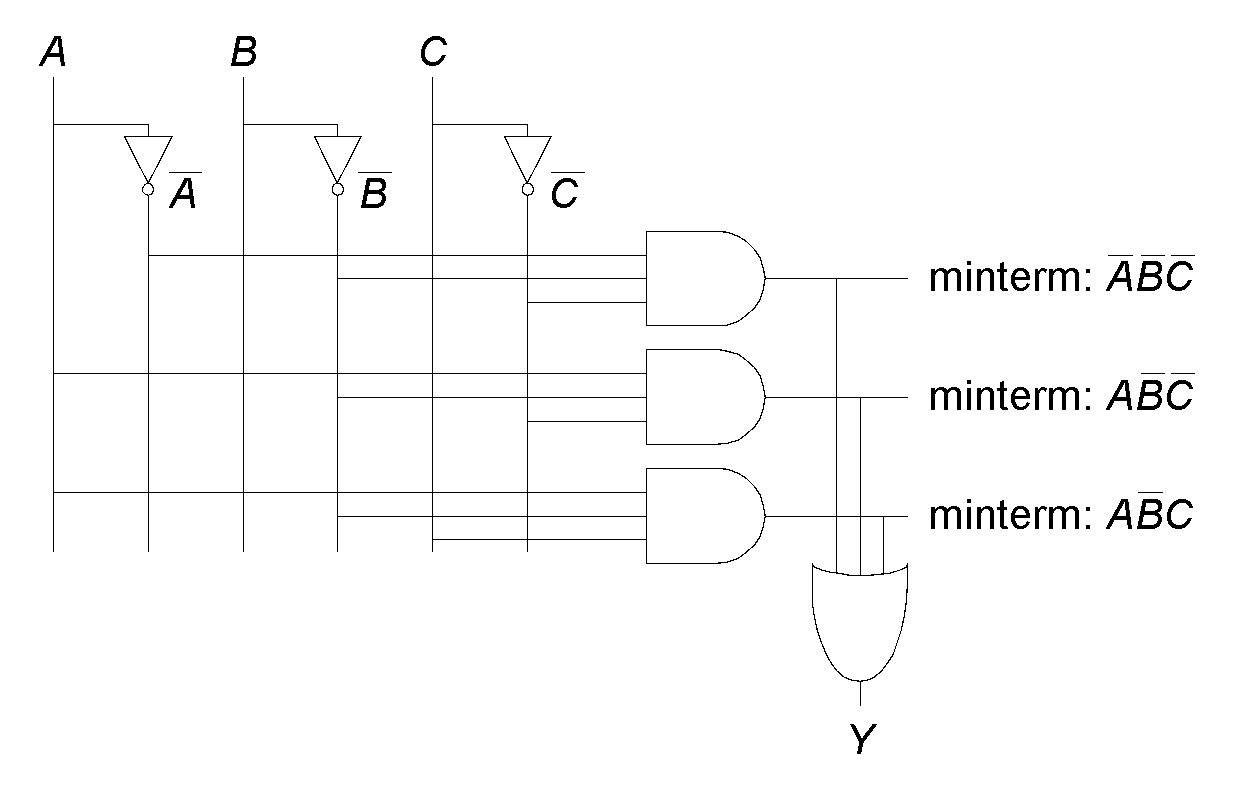 A B C
A̅ B̅ C̅
minterm: A̅B̅C̅
minterm: AB̅C̅
minterm: AB̅C
Y